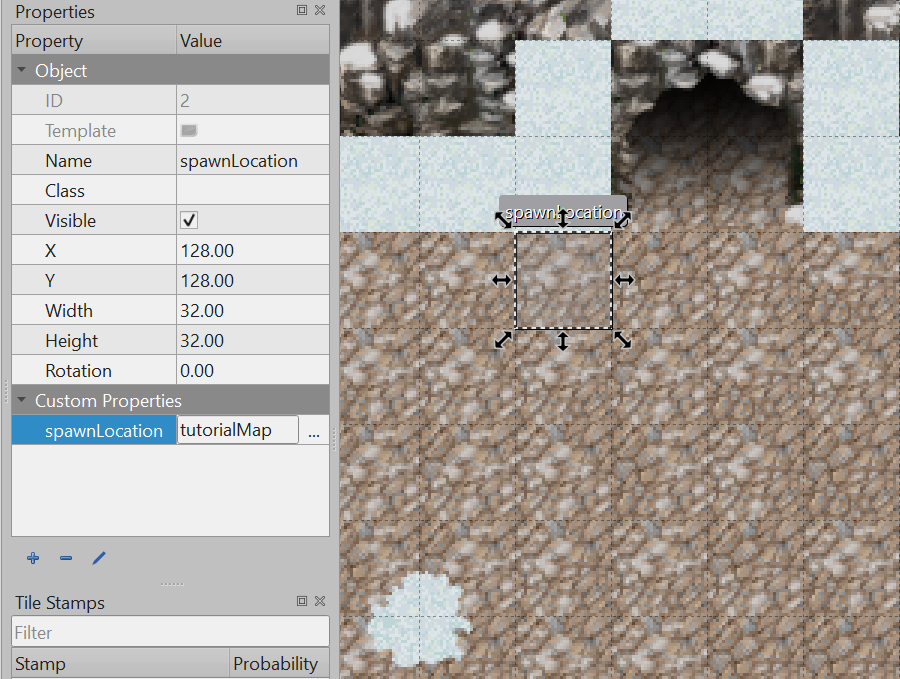 Properties
Property Value
Object
ID 2
Template
Name spawnLocation
Class
Visible
X 128.00
Y 128.00
Width 32.00
Height 32.00
Rotation 0.00
Custom Properties
spawnLocation tutorialMap ...
Tile Stamps
Filter
Stamp Probability
spawnLocation